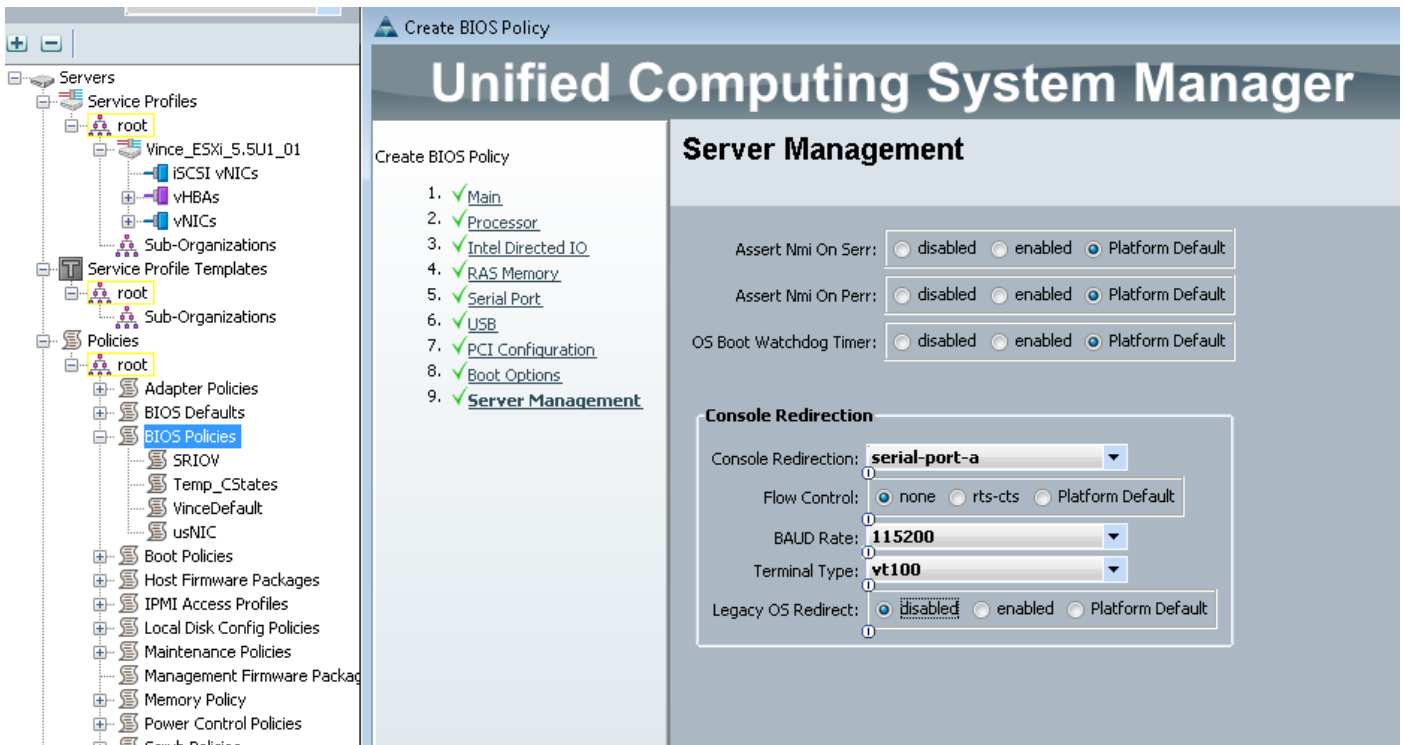 Servers
Service Profiles
root
Vince_ESXi_5.5U1_01
iSCSI vNICs
vHBAs
vNICs
Sub-Organizations
Service Profile Templates
root
Sub-Organizations
Policies
root
Adapter Policies
BIOS Defaults
BIOS Policies
SRIOV
Temp_CStates
VinceDefault
usNIC
Boot Policies
Host Firmware Packages
IPMI Access Profiles
Local Disk Config Policies
Maintenance Policies
Management Firmware Packag
Memory Policy
Power Control Policies
Create BIOS Policy
Unified Computing System Manager
Create BIOS Policy
1. Main
2. Processor
3. Intel Directed IO
4. RAS Memory
5. Serial Port
6. USB
7. PCI Configuration
8. Boot Options
9. Server Management
Server Management
Assert Nmi On Serr: disabled enabled Platform Default
Assert Nmi On Perr: disabled enabled Platform Default
OS Boot Watchdog Timer: disabled enabled Platform Default
Console Redirection
Console Redirection: serial-port-a
Flow Control: none rts-cts Platform Default
BAUD Rate: 115200
Terminal Type: vt100
Legacy OS Redirect: disabled enabled Platform Default